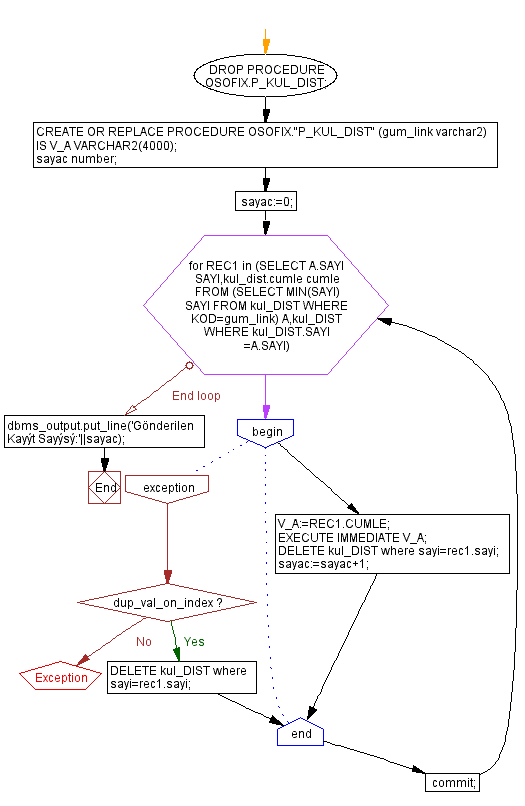 DROP PROCEDURE
OSOFIX.P_KUL_DIST;
CREATE OR REPLACE PROCEDURE OSOFIX."P_KUL_DIST" (gum_link varchar2)
IS V_A VARCHAR2(4000);
sayac number;
sayac:=0;
for REC1 in (SELECT A.SAYI
SAYI,kul_dist.cumle cumle
FROM (SELECT MIN(SAYI)
SAYI FROM kul_DIST WHERE
KOD=gum_link) A,kul_DIST
WHERE kul_DIST.SAYI
=A.SAYI)
End loop
dbms_output.put_line('Gönderilen
Kayýt Sayýsý:'||sayac);
End
begin
exception
V_A:=REC1.CUMLE;
EXECUTE IMMEDIATE V_A;
DELETE kul_DIST where sayi=rec1.sayi;
sayac:=sayac+1;
dup_val_on_index ?
No
Yes
Exception
DELETE kul_DIST where
sayi=rec1.sayi;
end
commit;